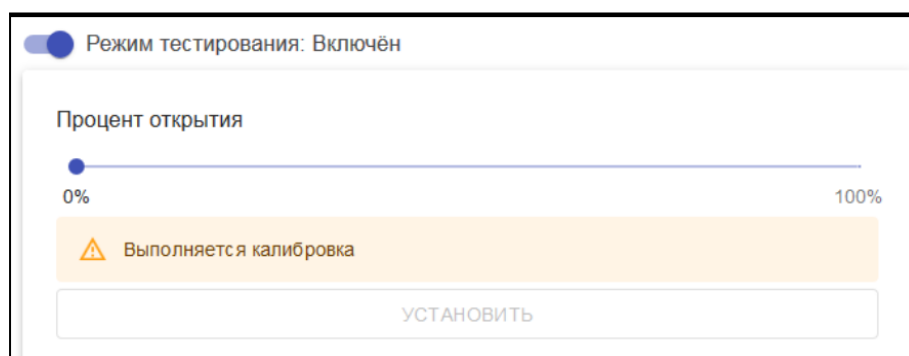 Режим тестирования: Включён
Процент открытия
0% 100%
Выполняется калибровка
УСТАНОВИТЬ